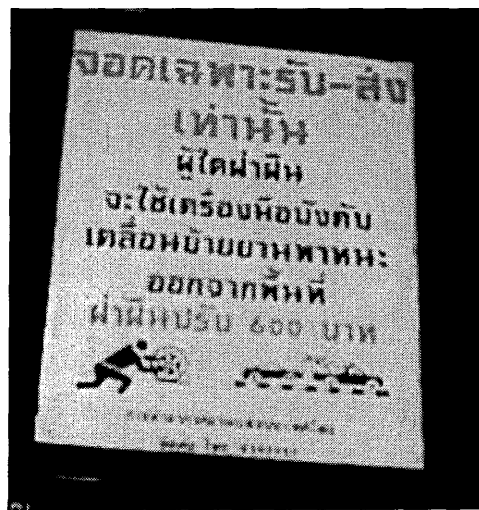 จอดเฉพาะรับ-ส่ง
เท่านั้น
ผู้ใดฝ่าฝืน
จะใช้เครื่องมือบังคับ
เคลื่อนย้ายยานพาหนะ
ออกจากพื้นที่
ฝ่าฝืนปรับ 600 บาท